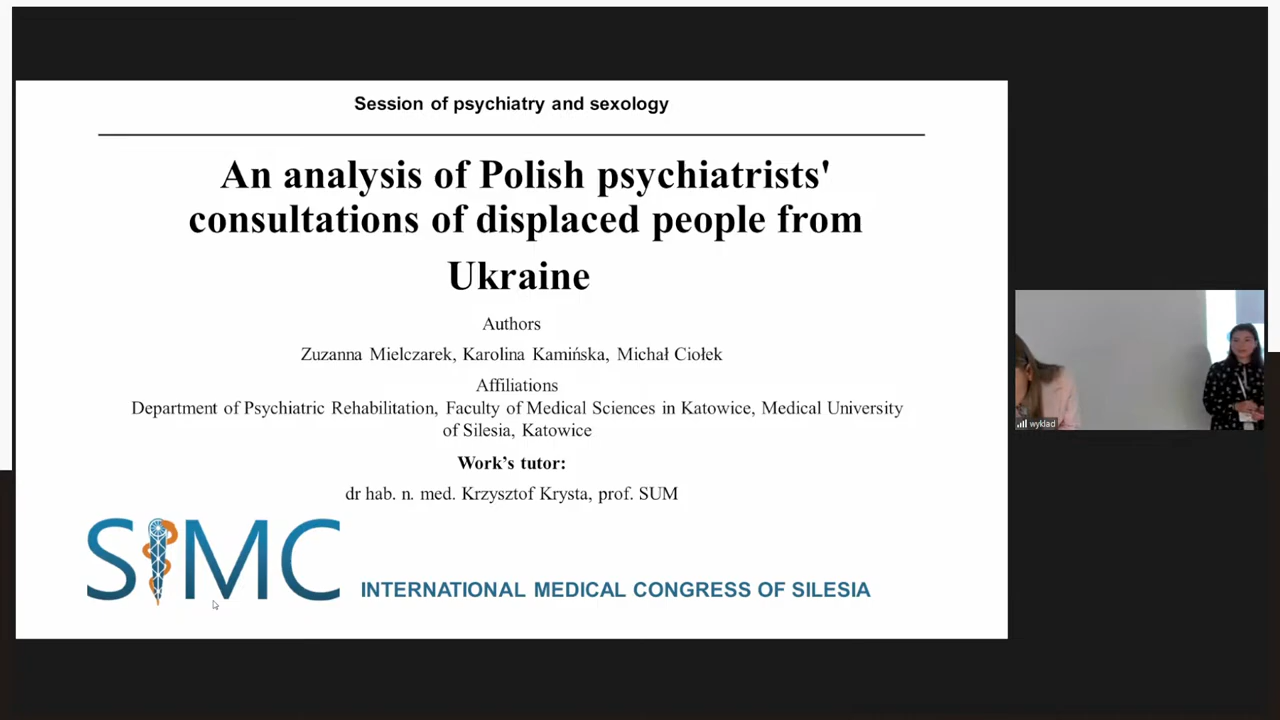 Session of psychiatry and sexology
An analysis of Polish psychiatrists'
consultations of displaced people from
Ukraine
Authors
Zuzanna Mielczarek, Karolina Kamińska, Michał Ciołek
Affiliations
Department of Psychiatric Rehabilitation, Faculty of Medical Sciences in Katowice, Medical University
of Silesia, Katowice
Work’s tutor:
dr hab. n. med. Krzysztof Krysta, prof. SUM
SIMC
INTERNATIONAL MEDICAL CONGRESS OF SILESIA
wyklad